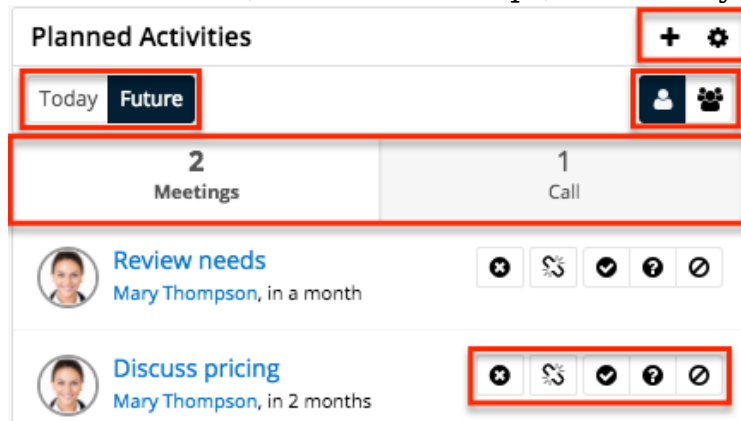 Planned Activities
Today Future
2
Meetings
1
Call
Review needs
Mary Thompson, in a month
Discuss pricing
Mary Thompson, in 2 months